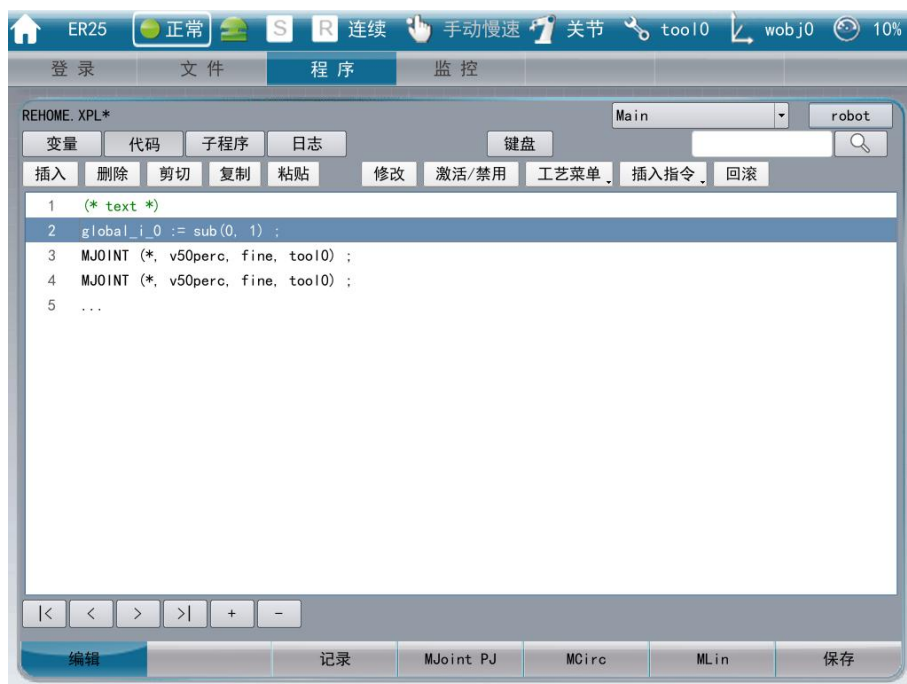 ER25 正常 S R 连续 手动慢速 关节 tool0 wobj0 10%
登录 文件 程序 监控
REHOME.XPL* Main robot
变量 代码 子程序 日志 键盘
插入 删除 剪切 复制 粘贴 修改 激活/禁用 工艺菜单 插入指令 回滚
1 (* text *)
2 global_i_0 := sub(0, 1) ;
3 MJOINT (*, v50perc, fine, tool0) ;
4 MJOINT (*, v50perc, fine, tool0) ;
5 ...
|< < > >| + -
编辑 记录 MJoint PJ MCirc MLin 保存